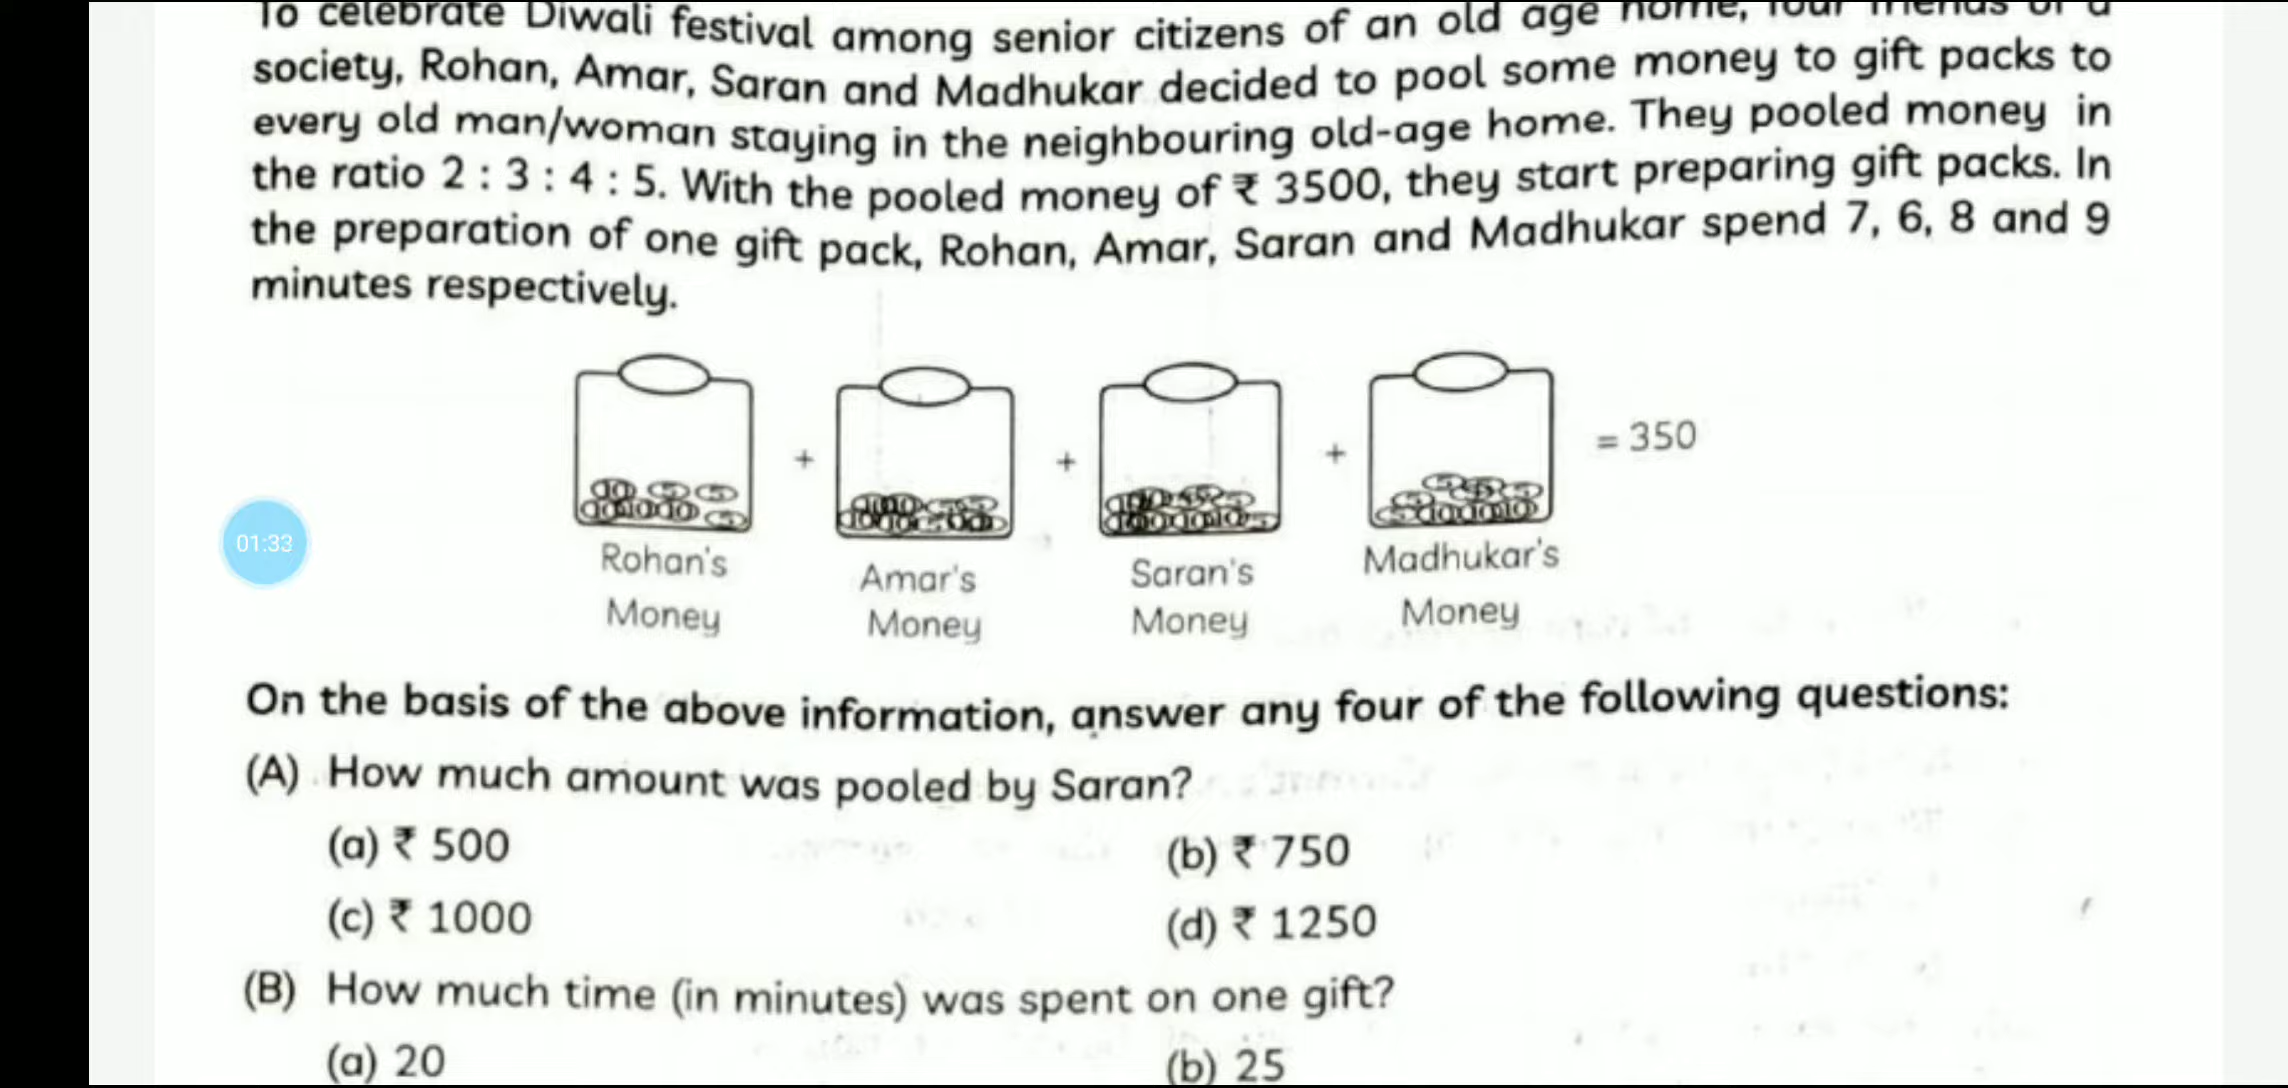 To celebrate Diwali festival among senior citizens of an old age home, four friends of a
society, Rohan, Amar, Saran and Madhukar decided to pool some money to gift packs to
every old man/woman staying in the neighbouring old-age home. They pooled money in
the ratio 2 : 3 : 4 : 5. With the pooled money of ₹ 3500, they start preparing gift packs. In
the preparation of one gift pack, Rohan, Amar, Saran and Madhukar spend 7, 6, 8 and 9
minutes respectively.
+ + + = 350
01:33
Rohan's Money
Amar's Money
Saran's Money
Madhukar's Money
On the basis of the above information, answer any four of the following questions:
(A) How much amount was pooled by Saran?
(a) ₹ 500 (b) ₹ 750
(c) ₹ 1000 (d) ₹ 1250
(B) How much time (in minutes) was spent on one gift?
(a) 20 (b) 25